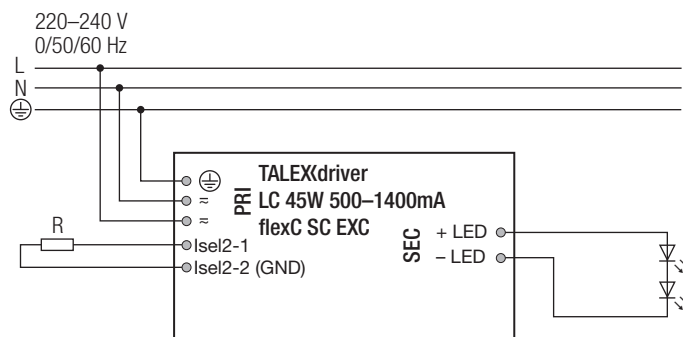 220–240 V
0/50/60 Hz
L
N
TALEXXdriver
LC 45W 500–1400mA
flexC SC EXC
PRI
≂
≂
R
Isel2-1
Isel2-2 (GND)
SEC
+ LED
– LED